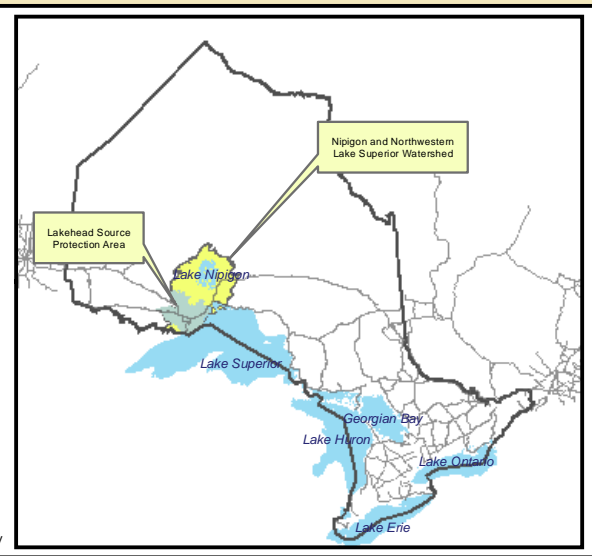 Nipigon and Northwestern
Lake Superior Watershed
Lakehead Source
Protection Area
Lake Nipigon
Lake Superior
Georgian Bay
Lake Huron
Lake Ontario
Lake Erie